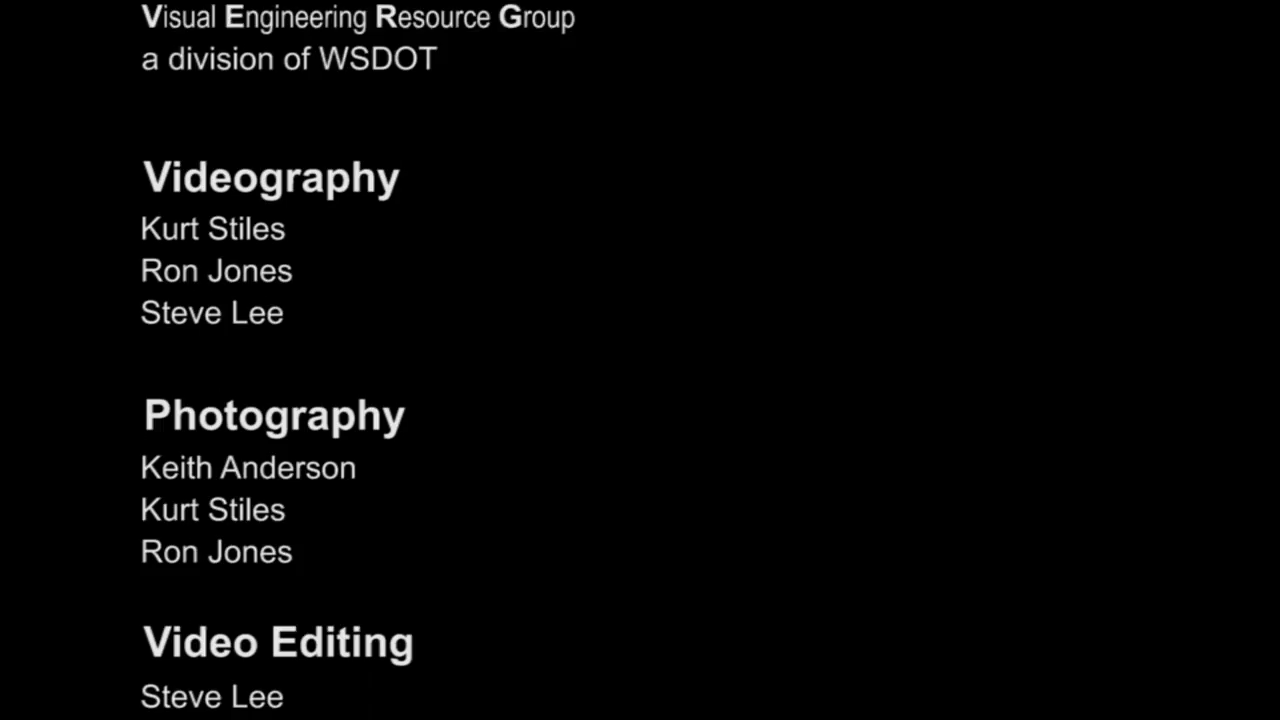 Visual Engineering Resource Group
a division of WSDOT
Videography
Kurt Stiles
Ron Jones
Steve Lee
Photography
Keith Anderson
Kurt Stiles
Ron Jones
Video Editing
Steve Lee